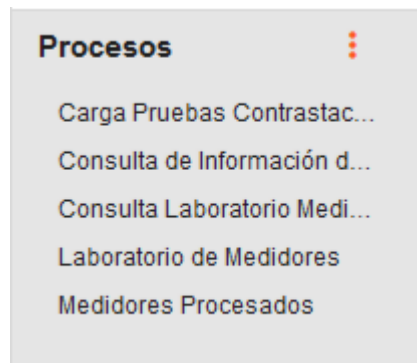 Procesos
Carga Pruebas Contrastac...
Consulta de Información d...
Consulta Laboratorio Medi...
Laboratorio de Medidores
Medidores Procesados